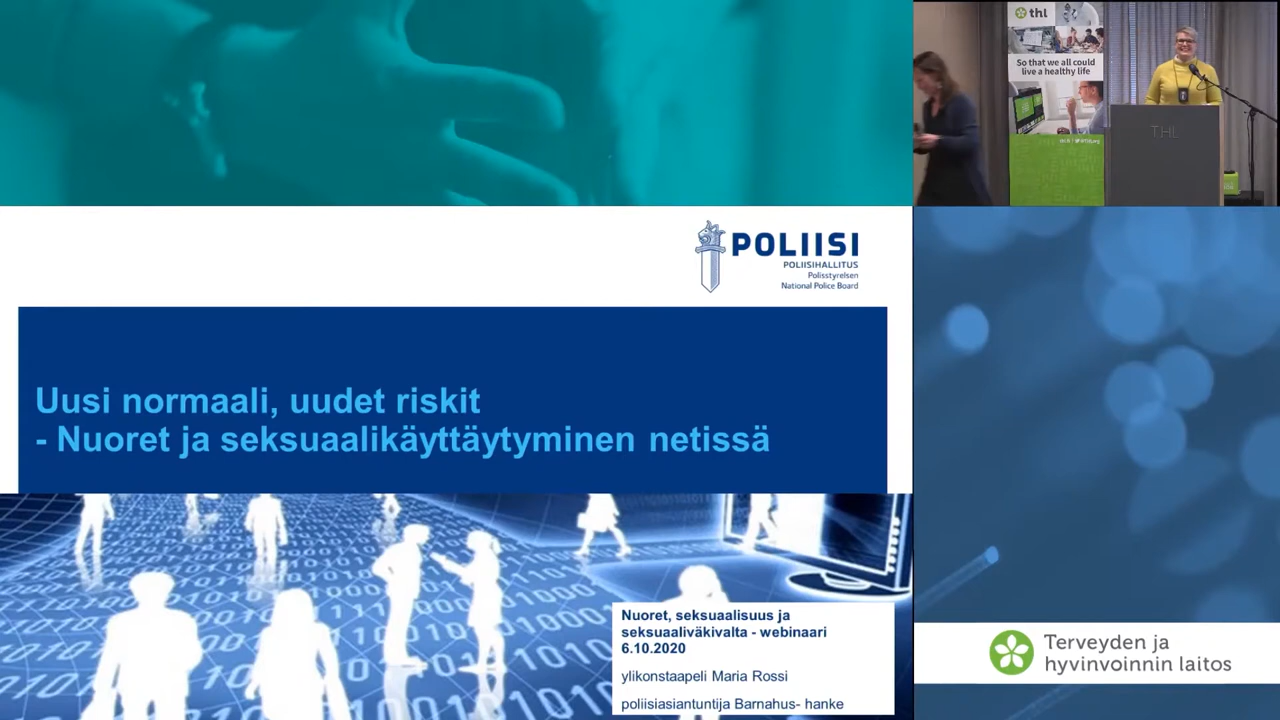 POLIISI
POLIISIHALLITUS
Polisstyrelsen
National Police Board
Uusi normaali, uudet riskit
- Nuoret ja seksuaalikäyttäytyminen netissä
Nuoret, seksuaalisuus ja
seksuaaliväkivalta - webinaari
6.10.2020
ylikonstaapeli Maria Rossi
poliisiasiantuntija Barnahus- hanke
thl
So that we all could
live a healthy life
THL
Terveyden ja
hyvinvoinnin laitos